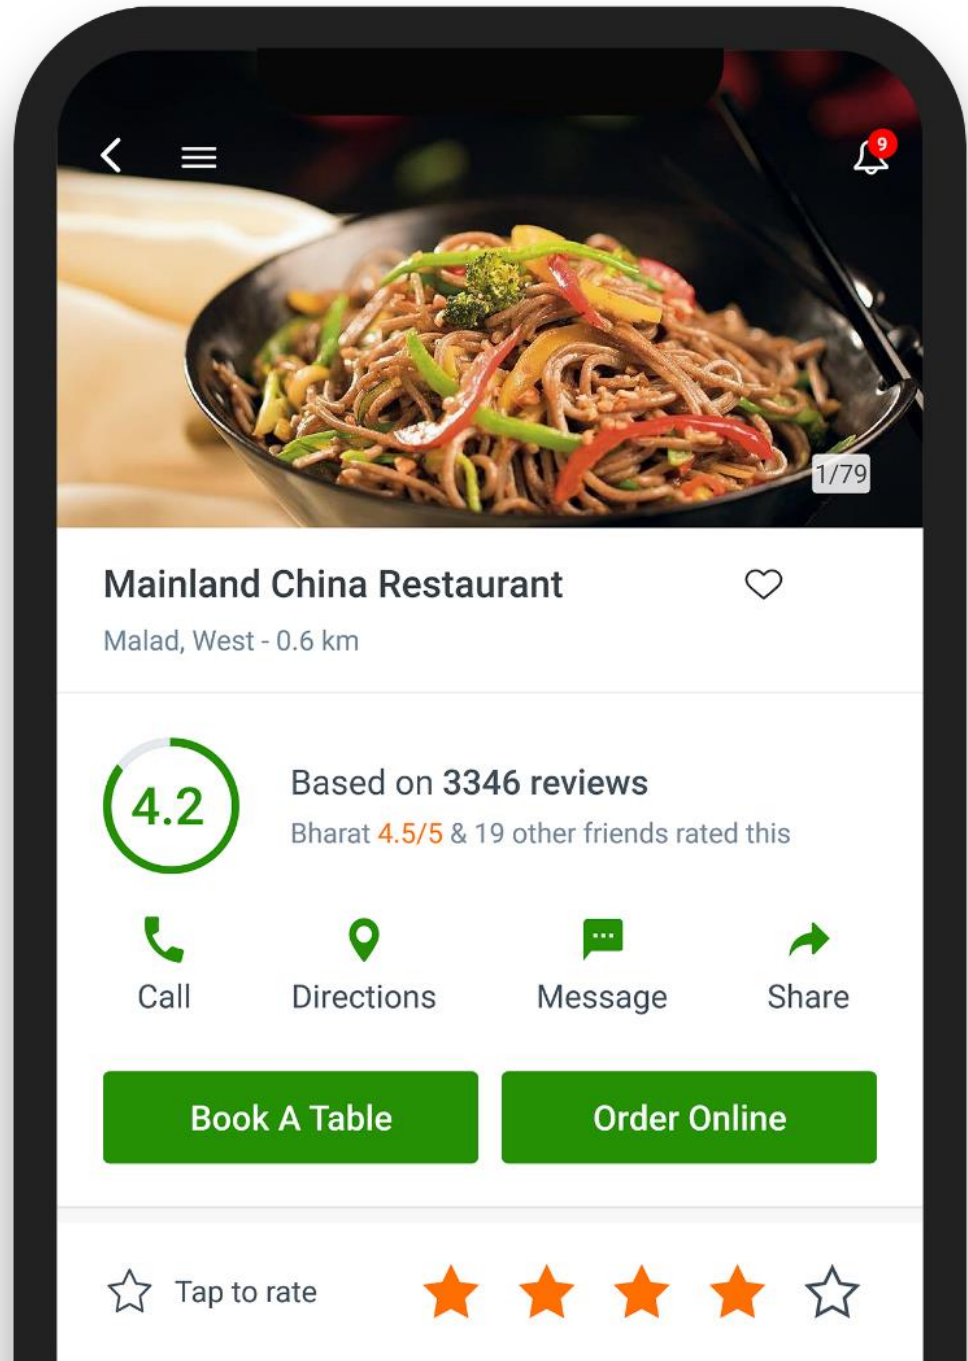 9
1/79
Mainland China Restaurant
Malad, West - 0.6 km
4.2
Based on 3346 reviews
Bharat 4.5/5 & 19 other friends rated this
Call Directions Message Share
Book A Table Order Online
Tap to rate